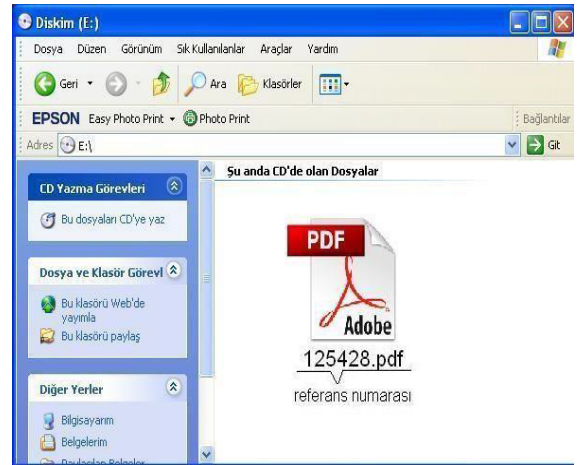 Diskim (E:)
Dosya Düzen Görünüm Sık Kullanılanlar Araçlar Yardım
Geri Ara Klasörler
EPSON Easy Photo Print Photo Print Bağlantılar
Adres E:\ Git
CD Yazma Görevleri
Bu dosyaları CD'ye yaz
Dosya ve Klasör Görevl
Bu klasörü Web'de
yayımla
Bu klasörü paylaş
Diğer Yerler
Bilgisayarım
Belgelerim
Paylaşılan Belgeler
Şu anda CD'de olan Dosyalar
PDF
Adobe
125428.pdf
referans numarası